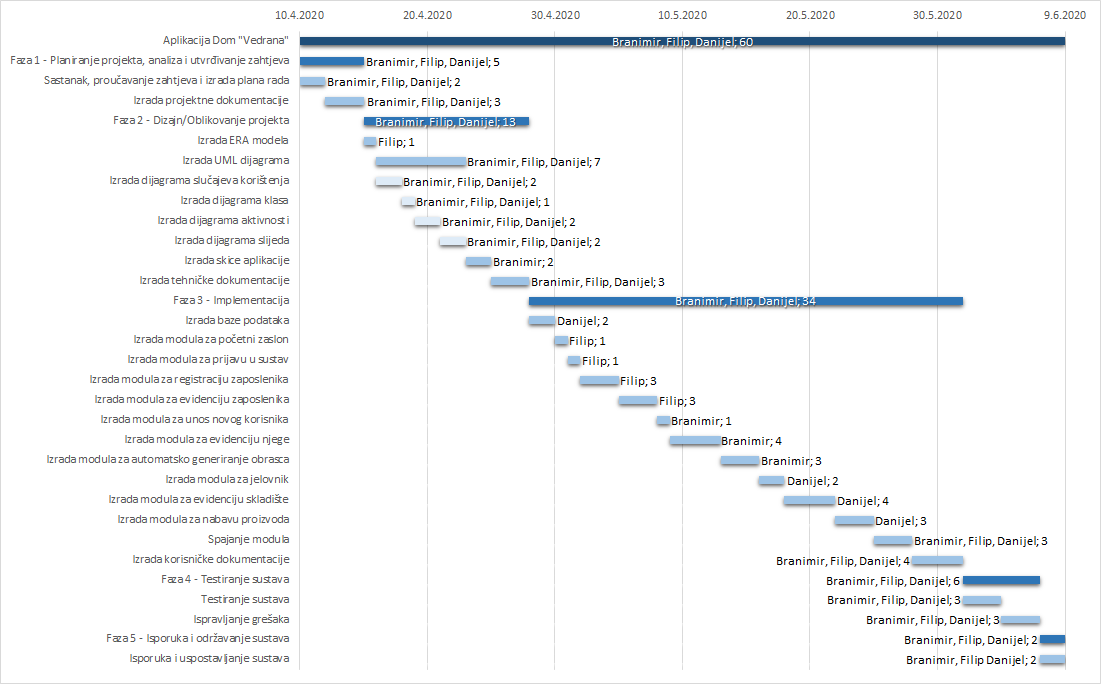 10.4.2020 20.4.2020 30.4.2020 10.5.2020 20.5.2020 30.5.2020 9.6.2020
Aplikacija Dom "Vedrana" Branimir, Filip, Danijel; 60
Faza 1 - Planiranje projekta, analiza i utvrđivanje zahtjeva Branimir, Filip, Danijel; 5
Sastanak, proučavanje zahtjeva i izrada plana rada Branimir, Filip, Danijel; 2
Izrada projektne dokumentacije Branimir, Filip, Danijel; 3
Faza 2 - Dizajn/Oblikovanje projekta Branimir, Filip, Danijel; 13
Izrada ERA modela Filip; 1
Izrada UML dijagrama Branimir, Filip, Danijel; 7
Izrada dijagrama slučajeva korištenja Branimir, Filip, Danijel; 2
Izrada dijagrama klasa Branimir, Filip, Danijel; 1
Izrada dijagrama aktivnosti Branimir, Filip, Danijel; 2
Izrada dijagrama slijeda Branimir, Filip, Danijel; 2
Izrada skice aplikacije Branimir; 2
Izrada tehničke dokumentacije Branimir, Filip, Danijel; 3
Faza 3 - Implementacija Branimir, Filip, Danijel; 34
Izrada baze podataka Danijel; 2
Izrada modula za početni zaslon Filip; 1
Izrada modula za prijavu u sustav Filip; 1
Izrada modula za registraciju zaposlenika Filip; 3
Izrada modula za evidenciju zaposlenika Filip; 3
Izrada modula za unos novog korisnika Branimir; 1
Izrada modula za evidenciju njege Branimir; 4
Izrada modula za automatsko generiranje obrasca Branimir; 3
Izrada modula za jelovnik Danijel; 2
Izrada modula za evidenciju skladište Danijel; 4
Izrada modula za nabavu proizvoda Danijel; 3
Spajanje modula Branimir, Filip, Danijel; 3
Izrada korisničke dokumentacije Branimir, Filip, Danijel; 4
Faza 4 - Testiranje sustava Branimir, Filip, Danijel; 6
Testiranje sustava Branimir, Filip, Danijel; 3
Ispravljanje grešaka Branimir, Filip, Danijel; 3
Faza 5 - Isporuka i održavanje sustava Branimir, Filip, Danijel; 2
Isporuka i uspostavljanje sustava Branimir, Filip Danijel; 2